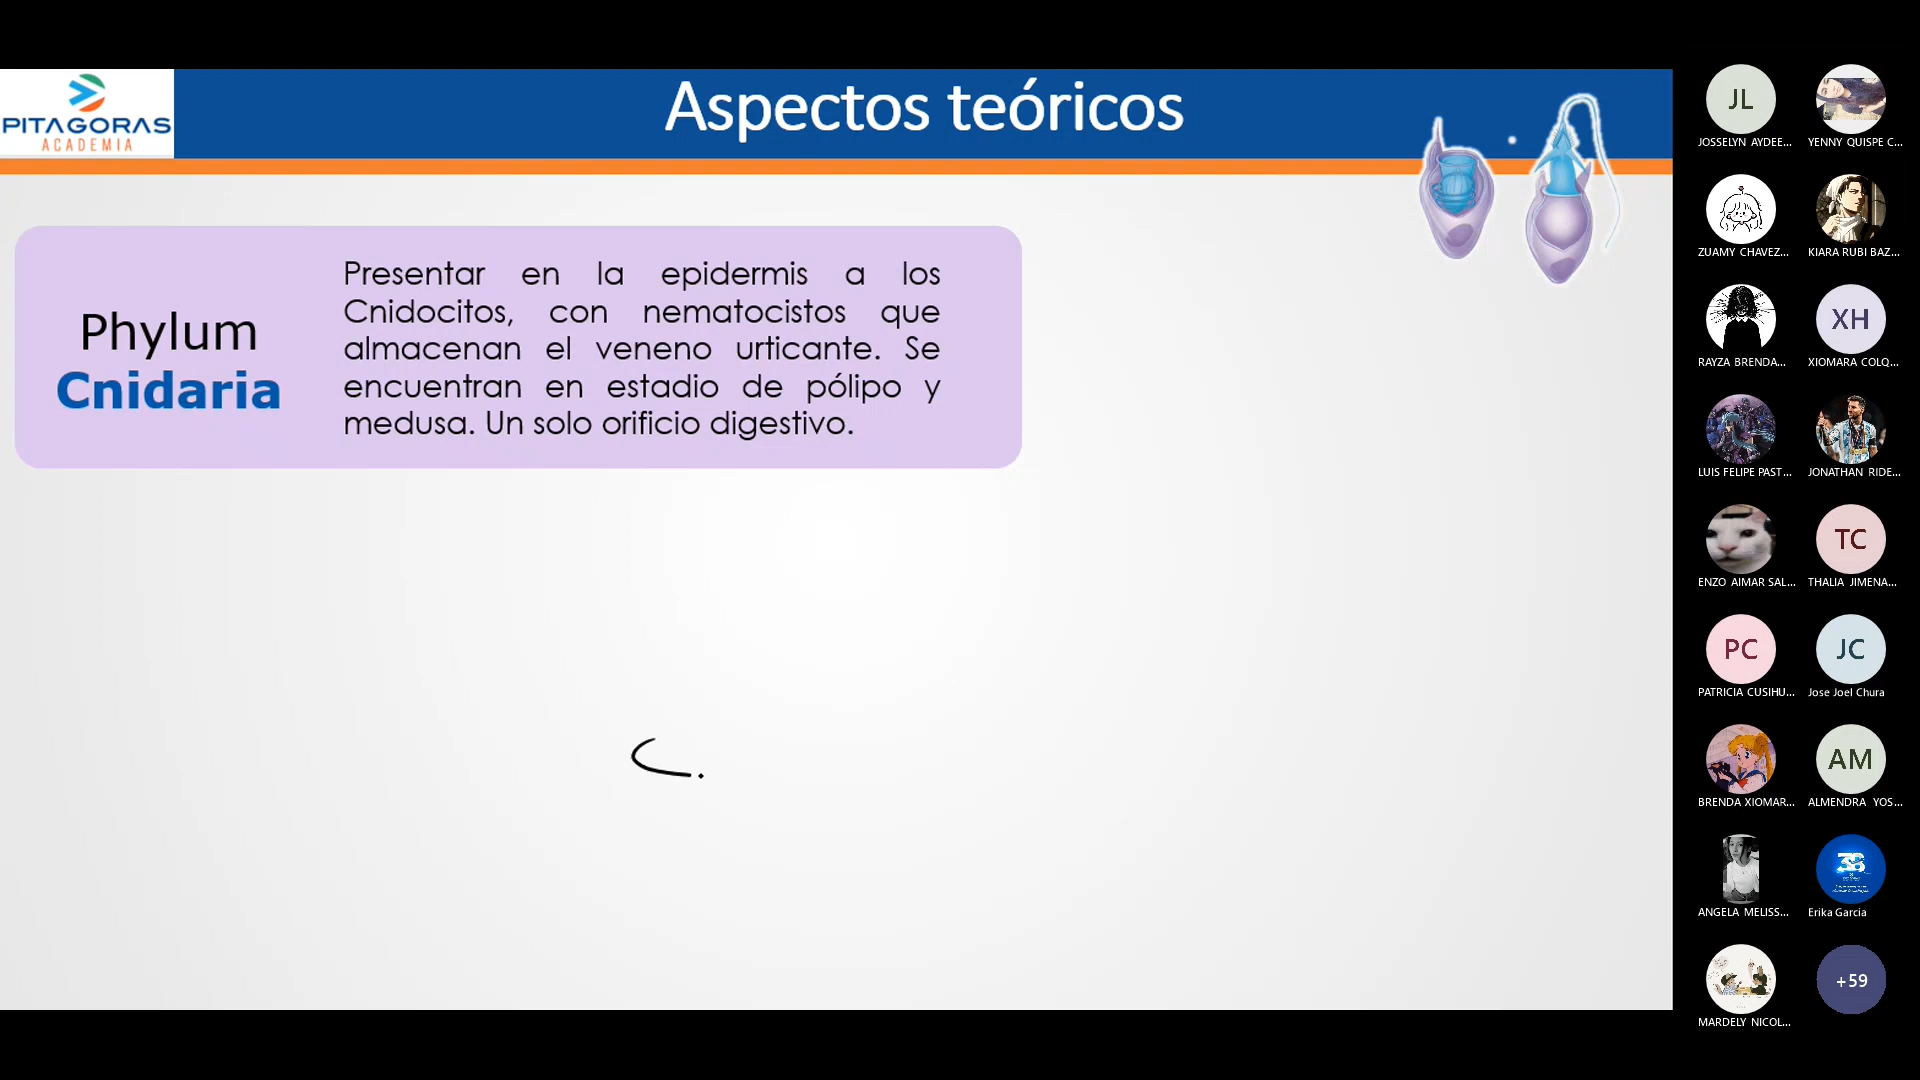 PITAGORAS
ACADEMIA
Aspectos teóricos
Phylum
Cnidaria
Presentar en la epidermis a los
Cnidocitos, con nematocistos que
almacenan el veneno urticante. Se
encuentran en estadio de pólipo y
medusa. Un solo orificio digestivo.
JL
JOSSELYN AYDEE...
YENNY QUISPE C...
ZUAMY CHAVEZ...
KIARA RUBI BAZ...
RAYZA BRENDA...
XH
XIOMARA COLQ...
LUIS FELIPE PAST...
JONATHAN RIDE...
ENZO AIMAR SAL...
TC
THALIA JIMENA...
PC
PATRICIA CUSIHU...
JC
Jose Joel Chura
BRENDA XIOMAR...
AM
ALMENDRA YOS...
ANGELA MELISS...
38
Erika Garcia
MARDELY NICOL...
+59